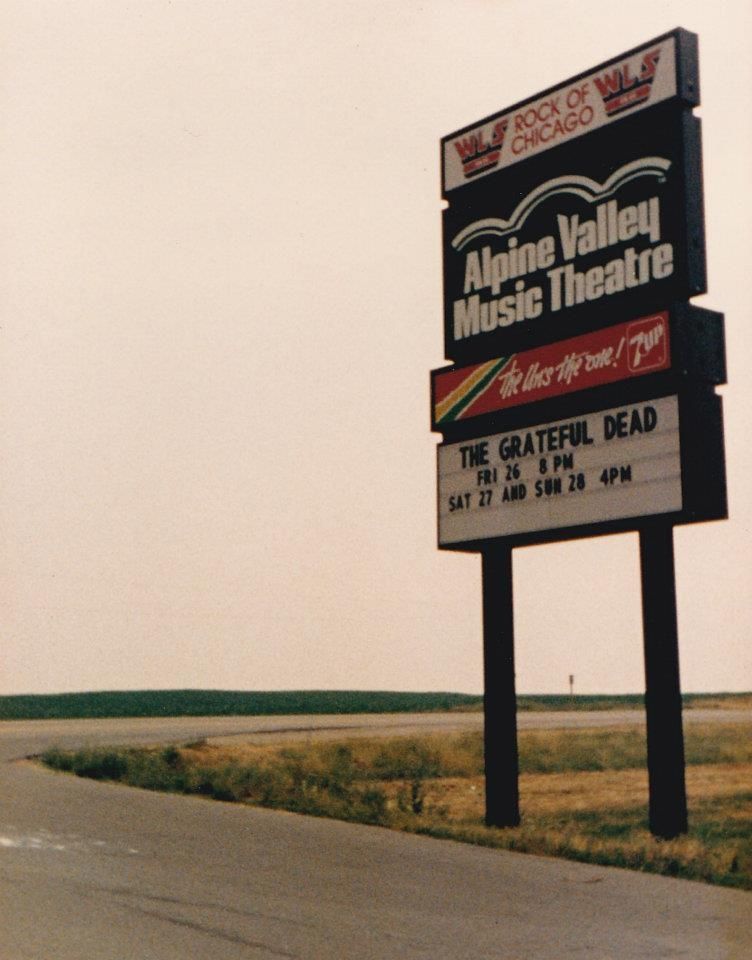 WLS ROCK OF WLS
CHICAGO
Alpine Valley
Music Theatre
the Un's the one! 7up
THE GRATEFUL DEAD
FRI 26 8 PM
SAT 27 AND SUN 28 4PM